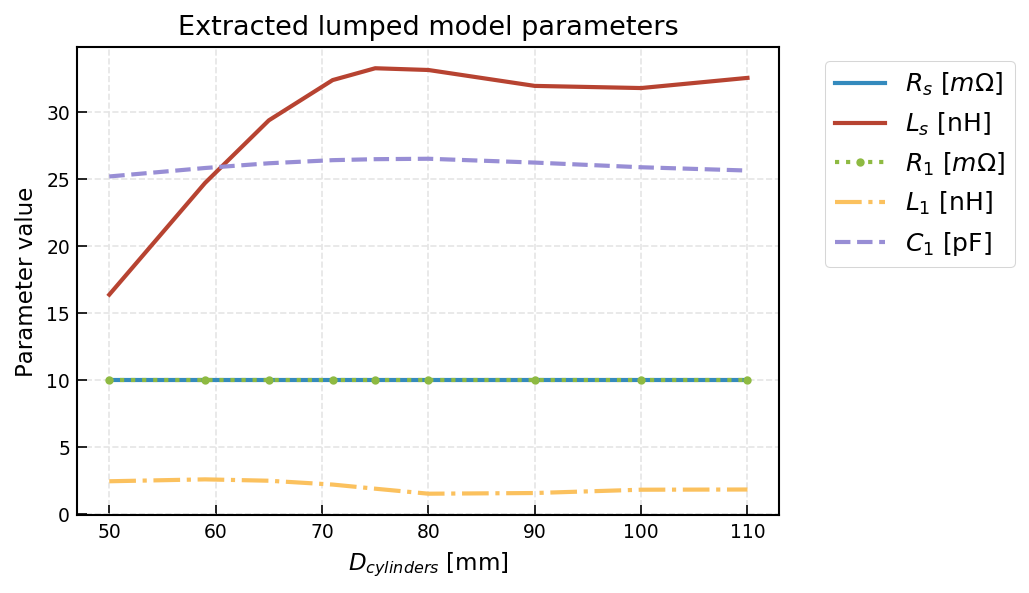 Extracted lumped model parameters
Parameter value
30
25
20
15
10
5
0
50 60 70 80 90 100 110
D_cylinders [mm]
R_s [mΩ]
L_s [nH]
R_1 [mΩ]
L_1 [nH]
C_1 [pF]